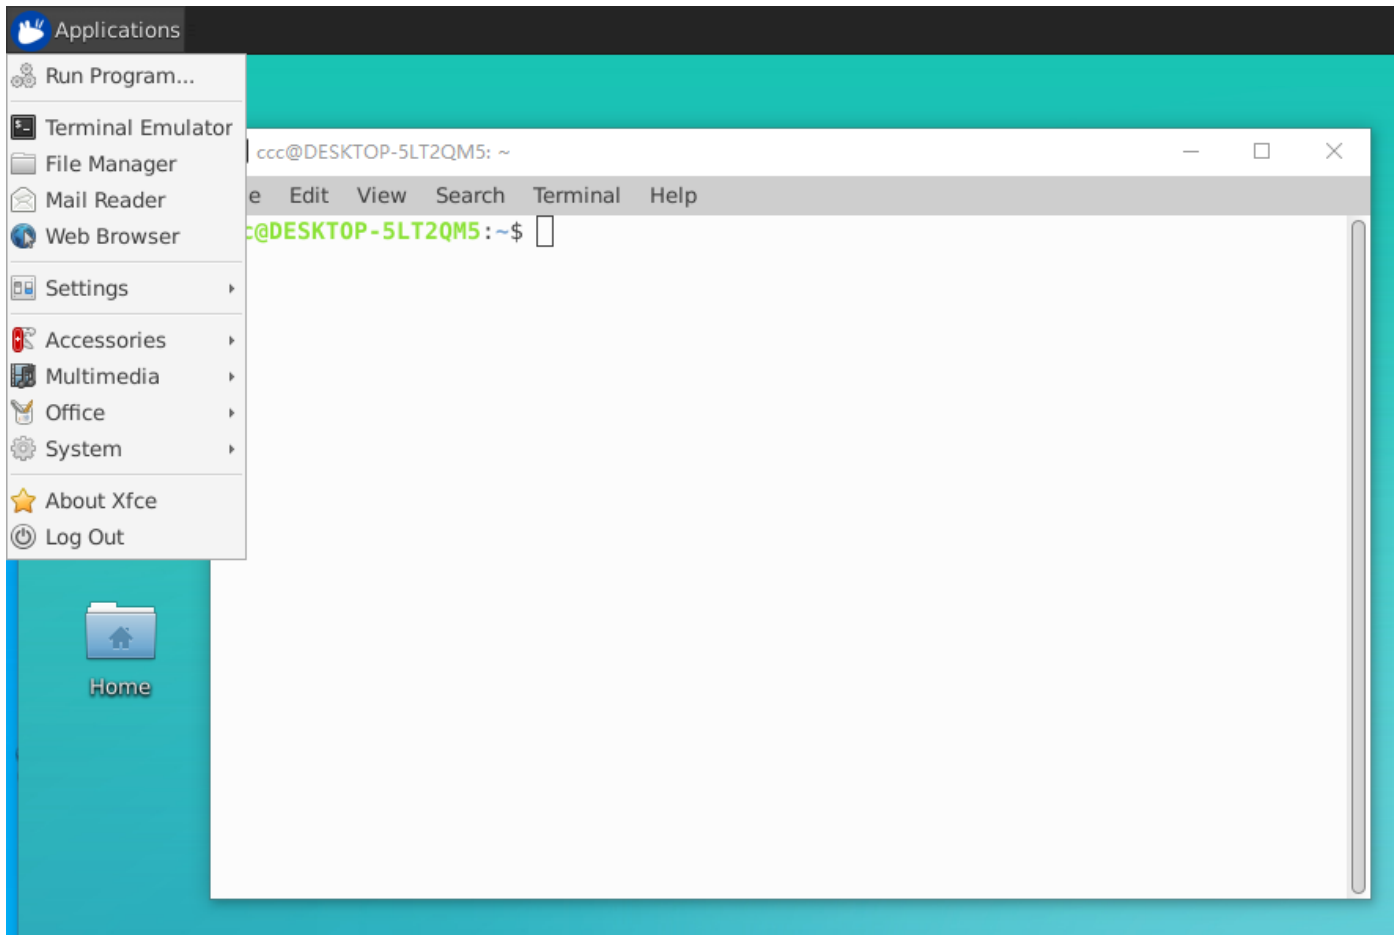 Applications
Run Program...
Terminal Emulator
File Manager
Mail Reader
Web Browser
Settings
Accessories
Multimedia
Office
System
About Xfce
Log Out
ccc@DESKTOP-5LT2QM5: ~
e Edit View Search Terminal Help
c@DESKTOP-5LT2QM5:~$
Home